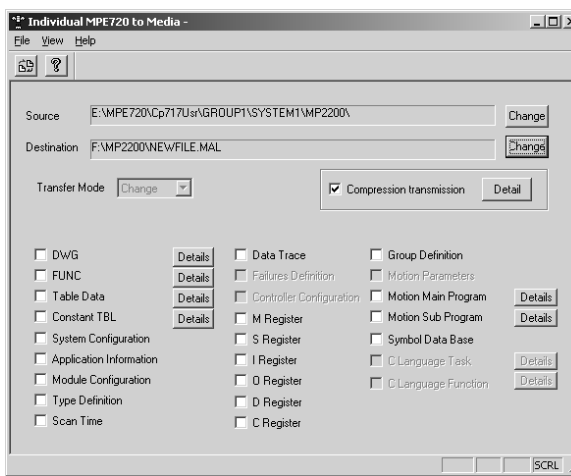 Individual MPE720 to Media -
File View Help
Source E:\MPE720\Cp717Usr\GROUP1\SYSTEM1\MP2200\ Change
Destination F:\MP2200\NEWFILE.MAL Change
Transfer Mode Change Compression transmission Detail
DWG Details Data Trace Group Definition
FUNC Details Failures Definition Motion Parameters
Table Data Details Controller Configuration Motion Main Program Details
Constant TBL Details M Register Motion Sub Program Details
System Configuration S Register Symbol Data Base
Application Information I Register C Language Task Details
Module Configuration O Register C Language Function Details
Type Definition D Register
Scan Time C Register
SCRL